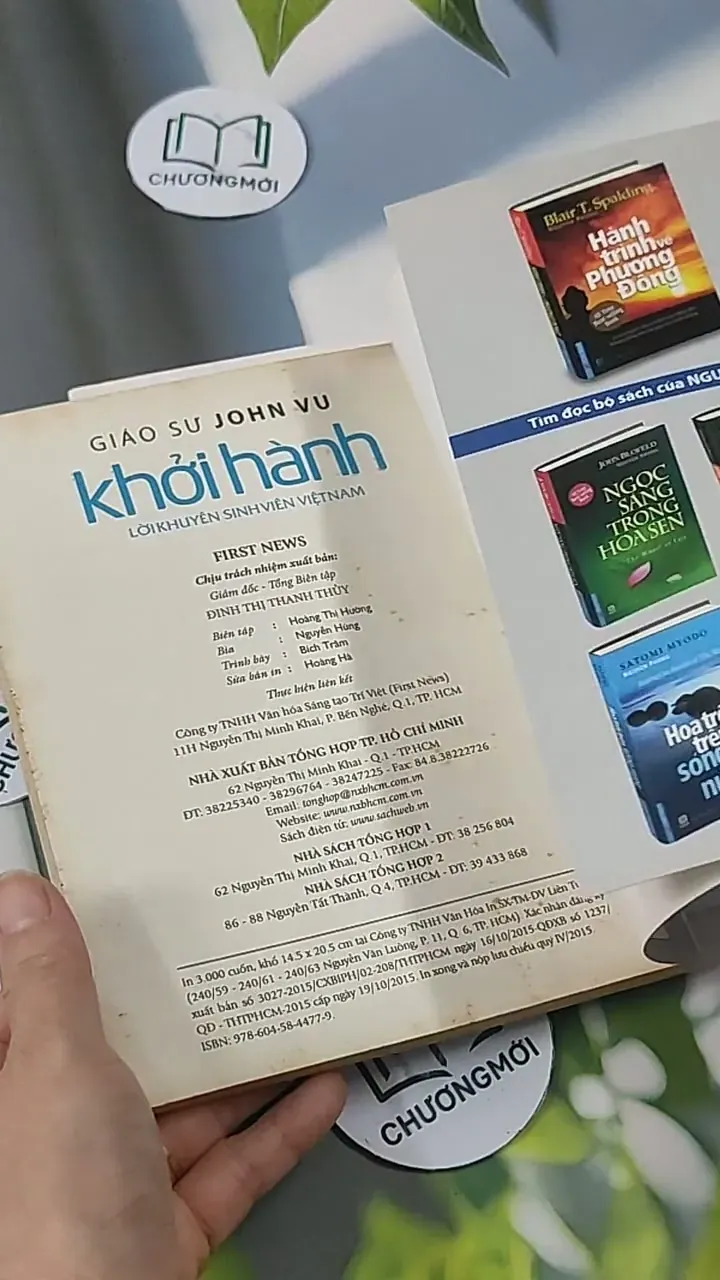 CHƯƠNGMỚI
Blair T. Spalding
Hành
trình về
Phương
Đông
Tìm đọc bộ sách của NGU
JOHN BLOFELD
NGỌC
SÁNG
TRONG
HOA SEN
The Wheel of Life
SATOMI MYODO
Hoa trôi
trên
sóng
nước
GIÁO SƯ JOHN VU
khởi hành
LỜI KHUYÊN SINH VIÊN VIỆT NAM
FIRST NEWS
Chịu trách nhiệm xuất bản:
Giám đốc - Tổng Biên tập
ĐINH THỊ THANH THỦY
Biên tập : Hoàng Thị Hường
Bìa : Nguyễn Hùng
Trình bày : Bích Trâm
Sửa bản in : Hoàng Hà
Thực hiện liên kết
Công ty TNHH Văn hóa Sáng tạo Trí Việt (First News)
11H Nguyễn Thị Minh Khai, P. Bến Nghé, Q.1, TP. HCM
NHÀ XUẤT BẢN TỔNG HỢP TP. HỒ CHÍ MINH
62 Nguyễn Thị Minh Khai - Q.1 - TP.HCM
ĐT: 38225340 - 38296764 - 38247225 - Fax: 84.8.38222726
Email: tonghop@nxbhcm.com.vn
Website: www.nxbhcm.com.vn
Sách điện tử: www.sachweb.vn
NHÀ SÁCH TỔNG HỢP 1
62 Nguyễn Thị Minh Khai, Q.1, TP.HCM - ĐT: 38 256 804
NHÀ SÁCH TỔNG HỢP 2
86 - 88 Nguyễn Tất Thành, Q.4, TP.HCM - ĐT: 39 433 868
In 3.000 cuốn, khổ 14.5 x 20.5 cm tại Công ty TNHH Văn Hóa In.SX-TM-DV Liên T
(240/59 - 240/61 - 240/63 Nguyễn Văn Luông, P. 11, Q. 6, TP. HCM). Xác nhận đăng ký
xuất bản số 3027-2015/CXBIPH/02-208/THTPHCM ngày 16/10/2015-QĐXB số 1237/
QĐ - THTPHCM-2015 cấp ngày 19/10/2015. In xong và nộp lưu chiểu quý IV/2015.
ISBN: 978-604-58-4477-9.
CHƯƠNGMỚI